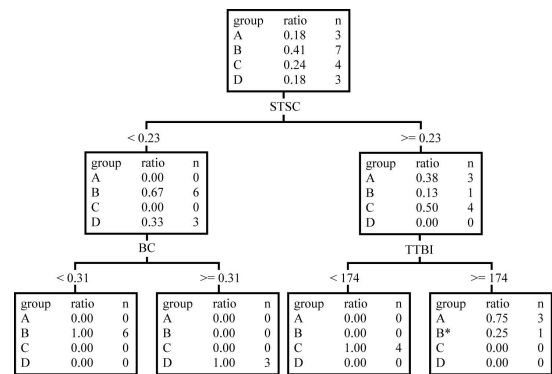 group ratio n
A 0.18 3
B 0.41 7
C 0.24 4
D 0.18 3
STSC
< 0.23
>= 0.23
group ratio n
A 0.00 0
B 0.67 6
C 0.00 0
D 0.33 3
group ratio n
A 0.38 3
B 0.13 1
C 0.50 4
D 0.00 0
BC
TTBI
< 0.31
>= 0.31
< 174
>= 174
group ratio n
A 0.00 0
B 1.00 6
C 0.00 0
D 0.00 0
group ratio n
A 0.00 0
B 0.00 0
C 0.00 0
D 1.00 3
group ratio n
A 0.00 0
B 0.00 0
C 1.00 4
D 0.00 0
group ratio n
A 0.75 3
B* 0.25 1
C 0.00 0
D 0.00 0